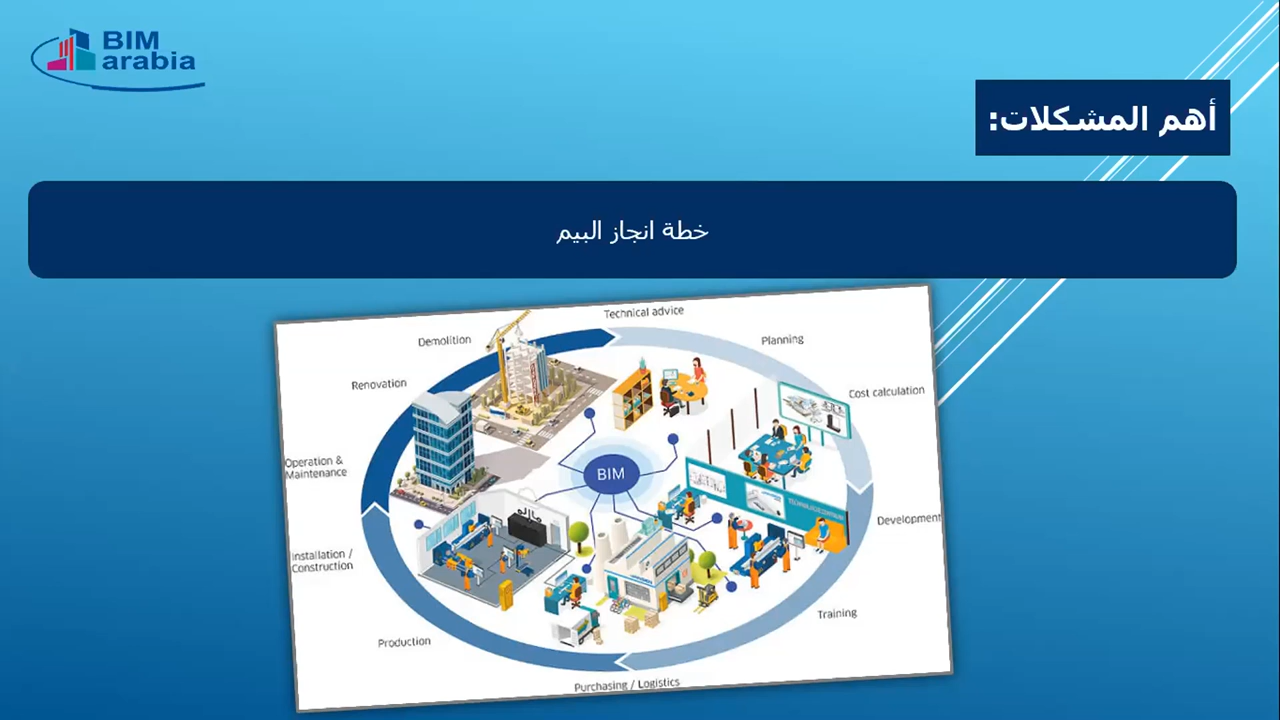 BIM
arabia
أهم المشكلات:
خطة انجاز البيم
Technical advice
Planning
Cost calculation
Development
Training
Purchasing / Logistics
Production
Installation /
Construction
Operation &
Maintenance
Renovation
Demolition
BIM